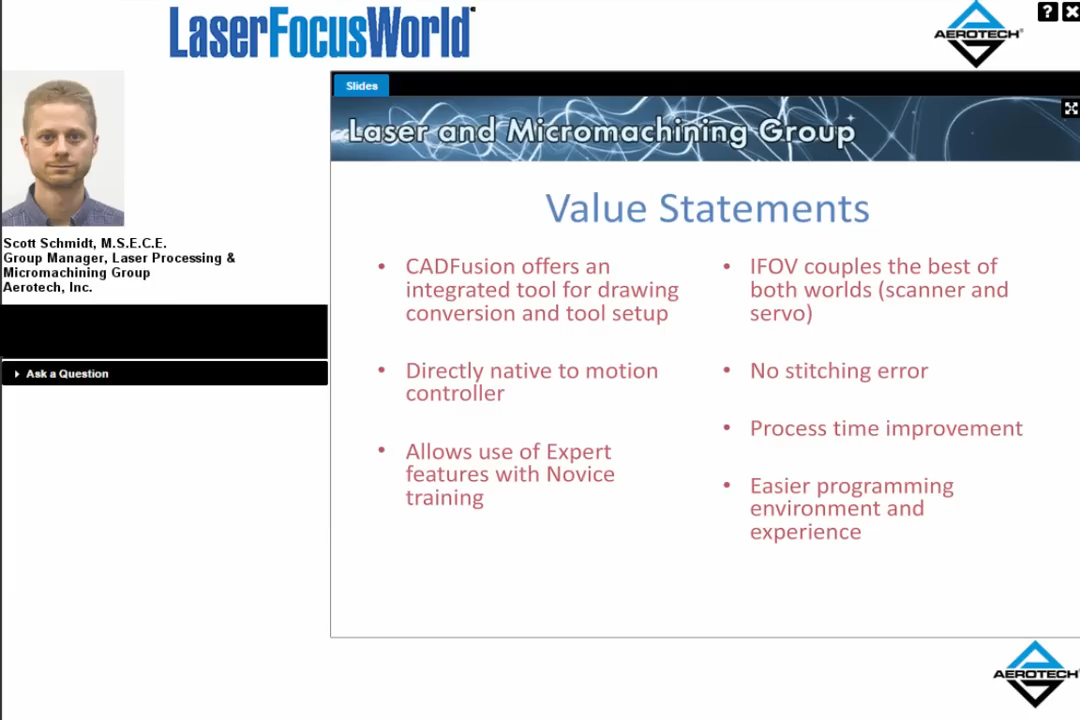 LaserFocusWorld
AEROTECH
?
Scott Schmidt, M.S.E.C.E.
Group Manager, Laser Processing &
Micromachining Group
Aerotech, Inc.
Ask a Question
Slides
Laser and Micromachining Group
Value Statements
• CADFusion offers an
integrated tool for drawing
conversion and tool setup
• Directly native to motion
controller
• Allows use of Expert
features with Novice
training
• IFOV couples the best of
both worlds (scanner and
servo)
• No stitching error
• Process time improvement
• Easier programming
environment and
experience
AEROTECH